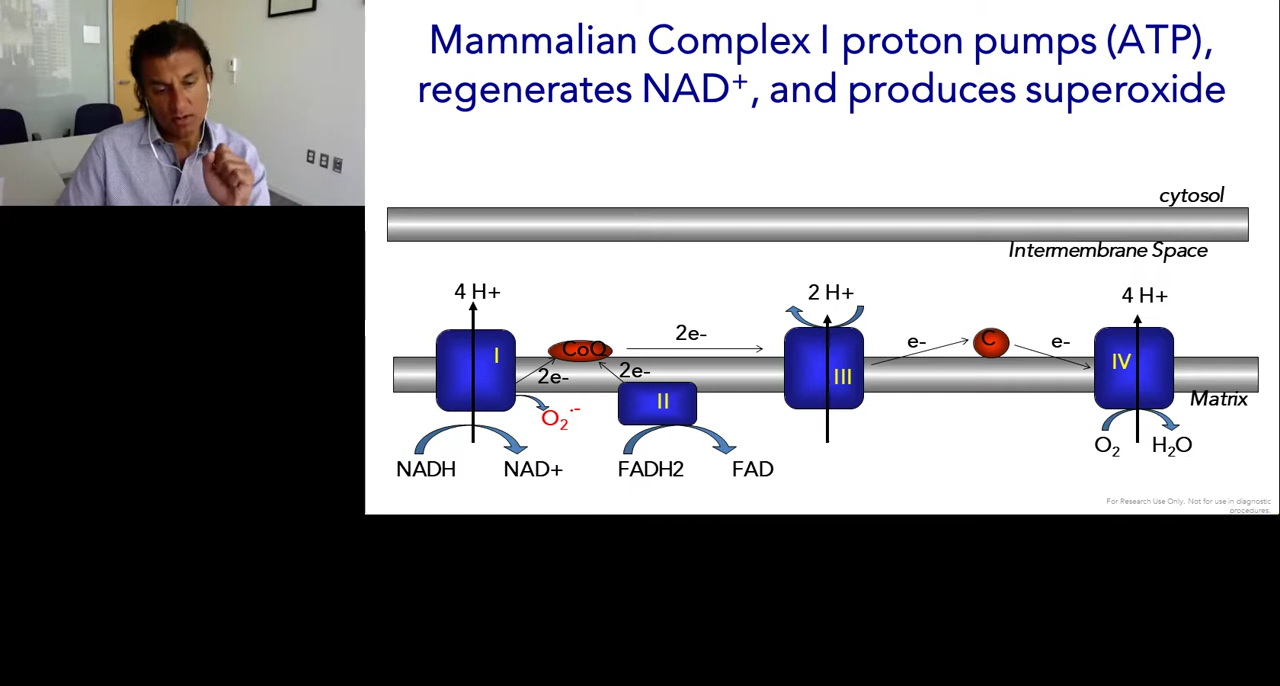 Mammalian Complex I proton pumps (ATP),
regenerates NAD⁺, and produces superoxide
cytosol
Intermembrane Space
4 H+
2 H+
4 H+
I
CoQ
2e-
2e-
2e-
II
III
e-
C
e-
IV
Matrix
O₂·⁻
O₂
H₂O
NADH
NAD+
FADH2
FAD
For Research Use Only. Not for use in diagnostic
procedures.